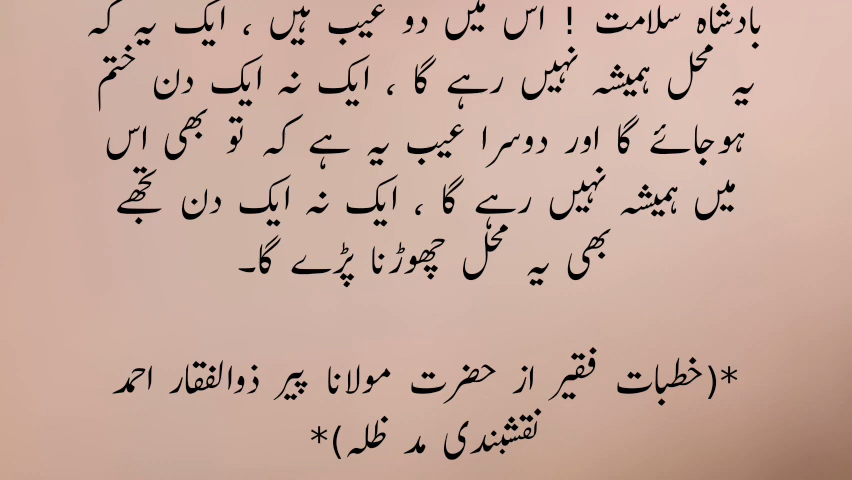 بادشاہ سلامت ! اس میں دو عیب ہیں ، ایک یہ کہ
یہ محل ہمیشہ نہیں رہے گا ، ایک نہ ایک دن ختم
ہوجائے گا اور دوسرا عیب یہ ہے کہ تو بھی اس
میں ہمیشہ نہیں رہے گا ، ایک نہ ایک دن تجھے
بھی یہ محل چھوڑنا پڑے گا۔
*(خطبات فقیر از حضرت مولانا پیر ذوالفقار احمد
نقشبندی مد ظلہ)*